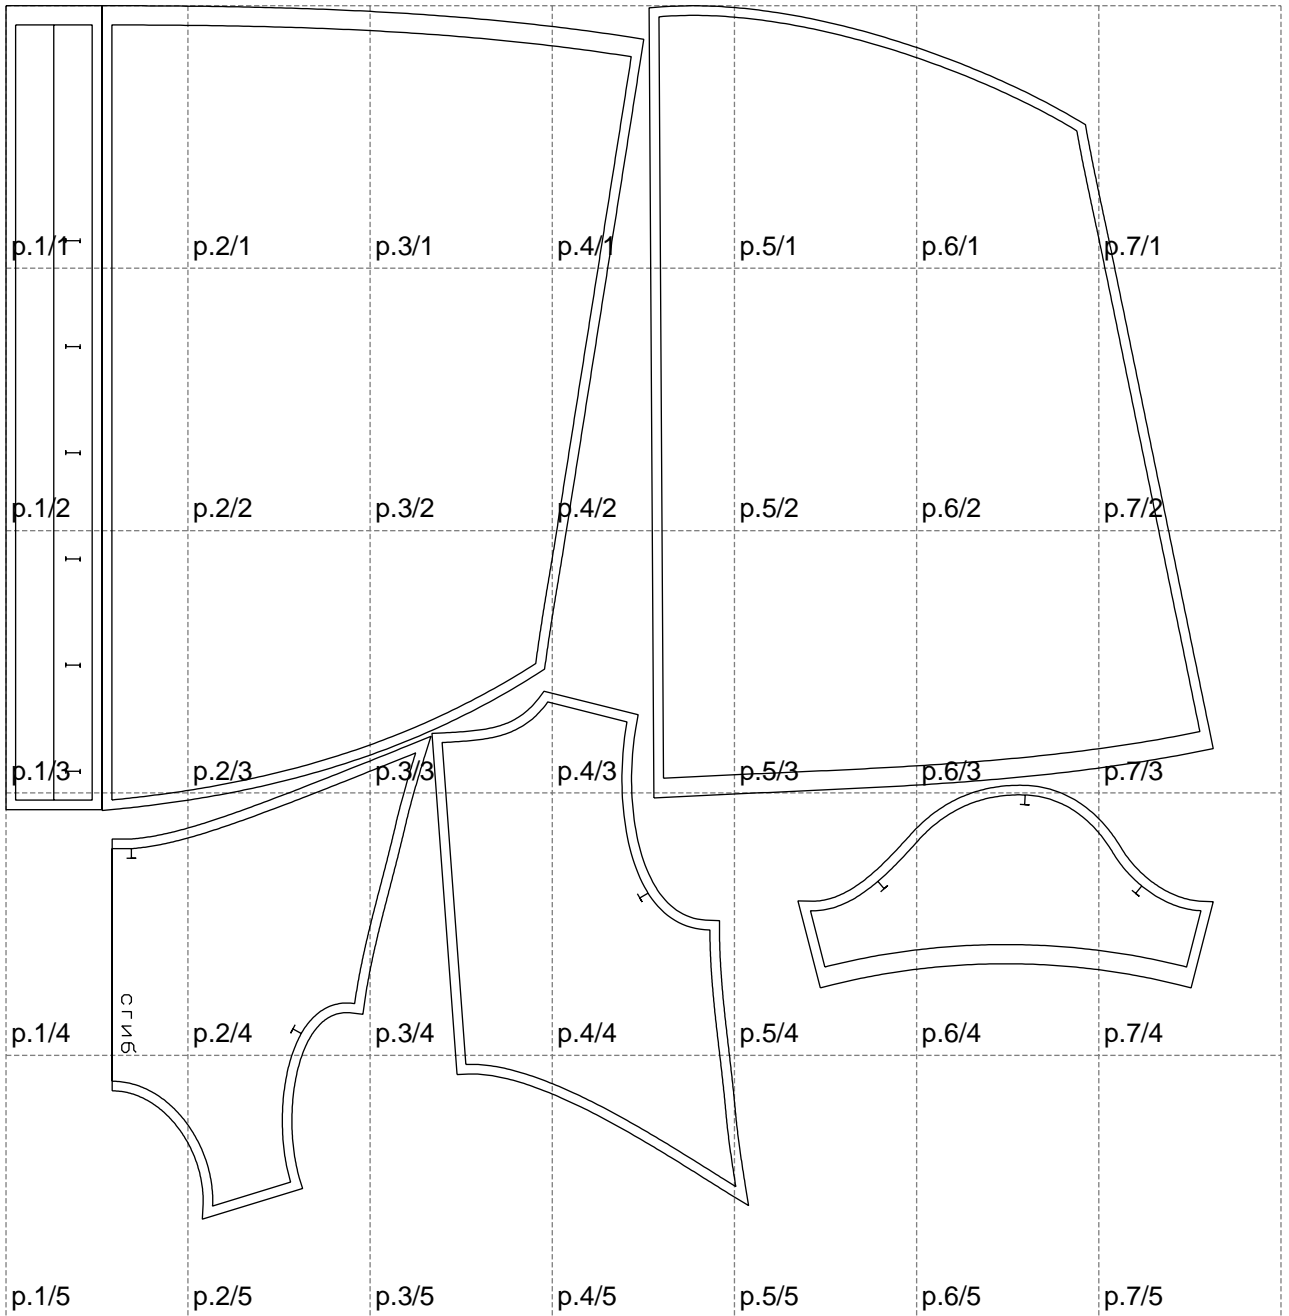 p.1/1 p.2/1 p.3/1 p.4/1 p.5/1 p.6/1 p.7/1
p.1/2 p.2/2 p.3/2 p.4/2 p.5/2 p.6/2 p.7/2
p.1/3 p.2/3 p.3/3 p.4/3 p.5/3 p.6/3 p.7/3
сгиб
p.1/4 p.2/4 p.3/4 p.4/4 p.5/4 p.6/4 p.7/4
p.1/5 p.2/5 p.3/5 p.4/5 p.5/5 p.6/5 p.7/5